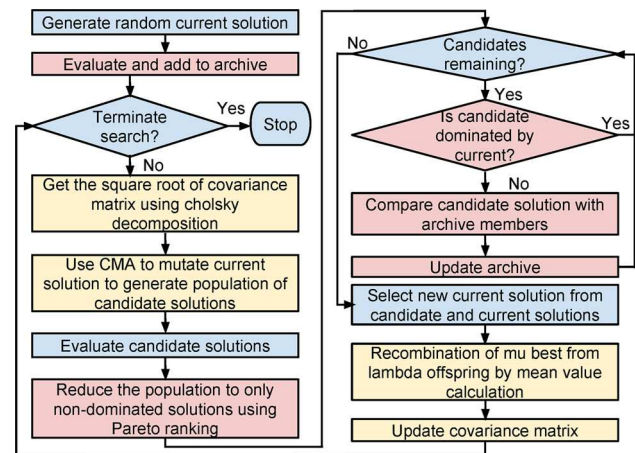 Generate random current solution
Evaluate and add to archive
Terminate
search?
Yes
Stop
No
Get the square root of covariance
matrix using cholsky
decomposition
Use CMA to mutate current
solution to generate population of
candidate solutions
Evaluate candidate solutions
Reduce the population to only
non-dominated solutions using
Pareto ranking
No
Candidates
remaining?
Yes
Is candidate
dominated by
current?
Yes
No
Compare candidate solution with
archive members
Update archive
Select new current solution from
candidate and current solutions
Recombination of mu best from
lambda offspring by mean value
calculation
Update covariance matrix